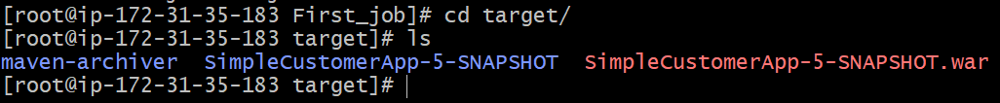 [root@ip-172-31-35-183 First_job]# cd target/
[root@ip-172-31-35-183 target]# ls
maven-archiver  SimpleCustomerApp-5-SNAPSHOT  SimpleCustomerApp-5-SNAPSHOT.war
[root@ip-172-31-35-183 target]#